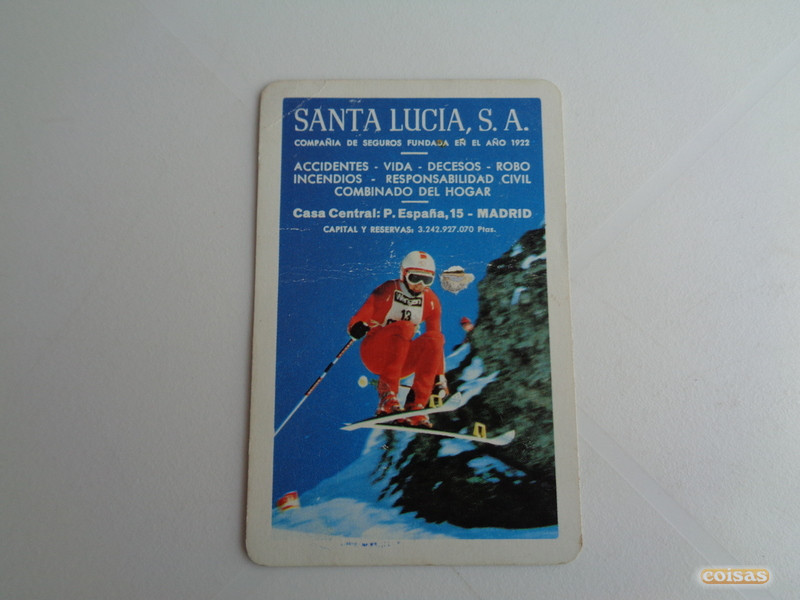 SANTA LUCIA, S. A.
COMPAÑIA DE SEGUROS FUNDADA EN EL AÑO 1922
ACCIDENTES - VIDA - DECESOS - ROBO
INCENDIOS - RESPONSABILIDAD CIVIL
COMBINADO DEL HOGAR
Casa Central: P. España, 15 - MADRID
CAPITAL Y RESERVAS: 3.242.927.070 Ptas.
Wengen
13
coisas